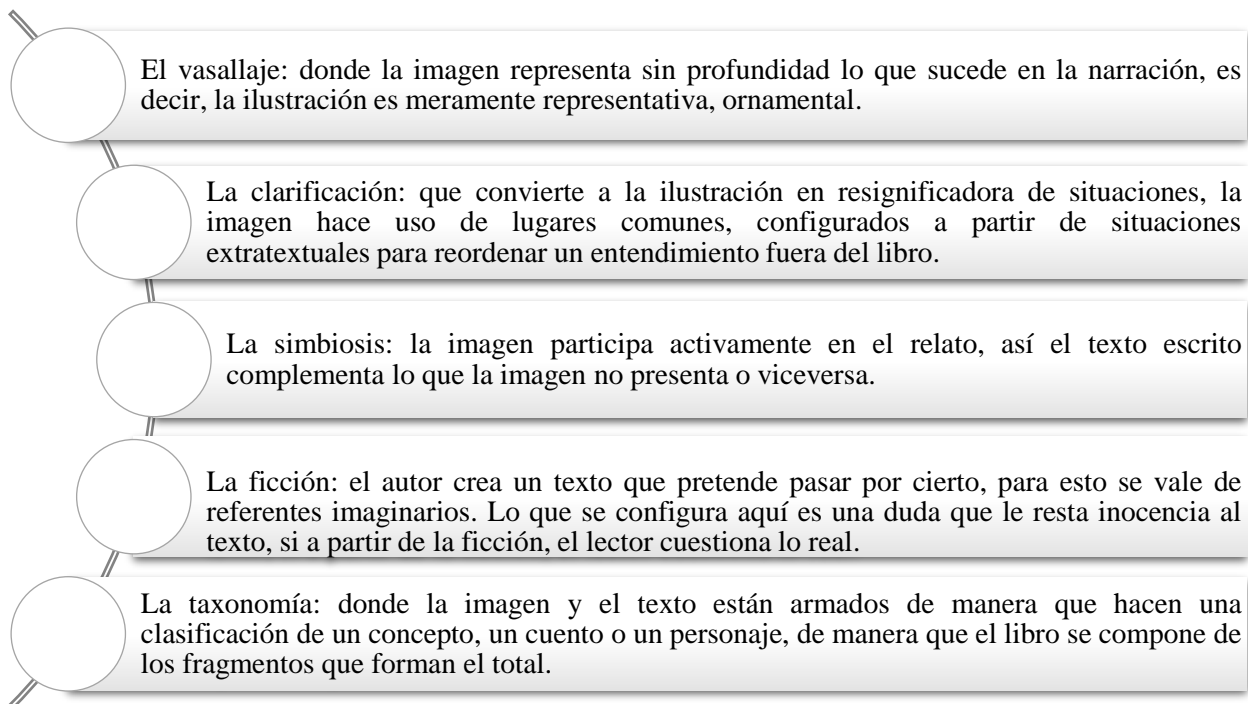 El vasallaje: donde la imagen representa sin profundidad lo que sucede en la narración, es
decir, la ilustración es meramente representativa, ornamental.
La clarificación: que convierte a la ilustración en resignificadora de situaciones, la
imagen hace uso de lugares comunes, configurados a partir de situaciones
extratextuales para reordenar un entendimiento fuera del libro.
La simbiosis: la imagen participa activamente en el relato, así el texto escrito
complementa lo que la imagen no presenta o viceversa.
La ficción: el autor crea un texto que pretende pasar por cierto, para esto se vale de
referentes imaginarios. Lo que se configura aquí es una duda que le resta inocencia al
texto, si a partir de la ficción, el lector cuestiona lo real.
La taxonomía: donde la imagen y el texto están armados de manera que hacen una
clasificación de un concepto, un cuento o un personaje, de manera que el libro se compone de
los fragmentos que forman el total.